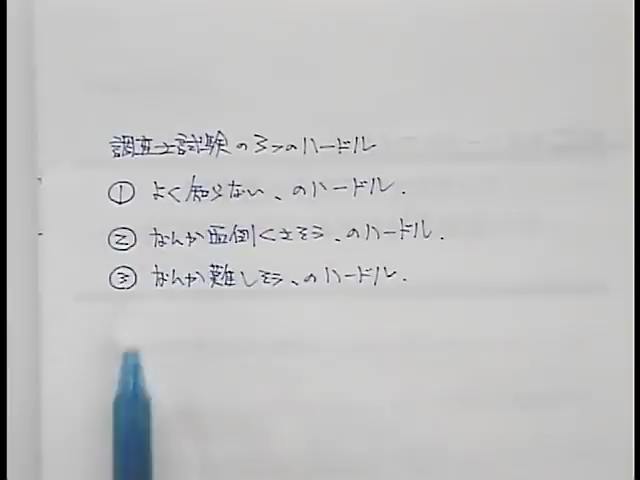 調査士試験の3つのハードル
① よく知らない、のハードル.
② なんか面倒くさそう、のハードル.
③ なんか難しそう、のハードル.